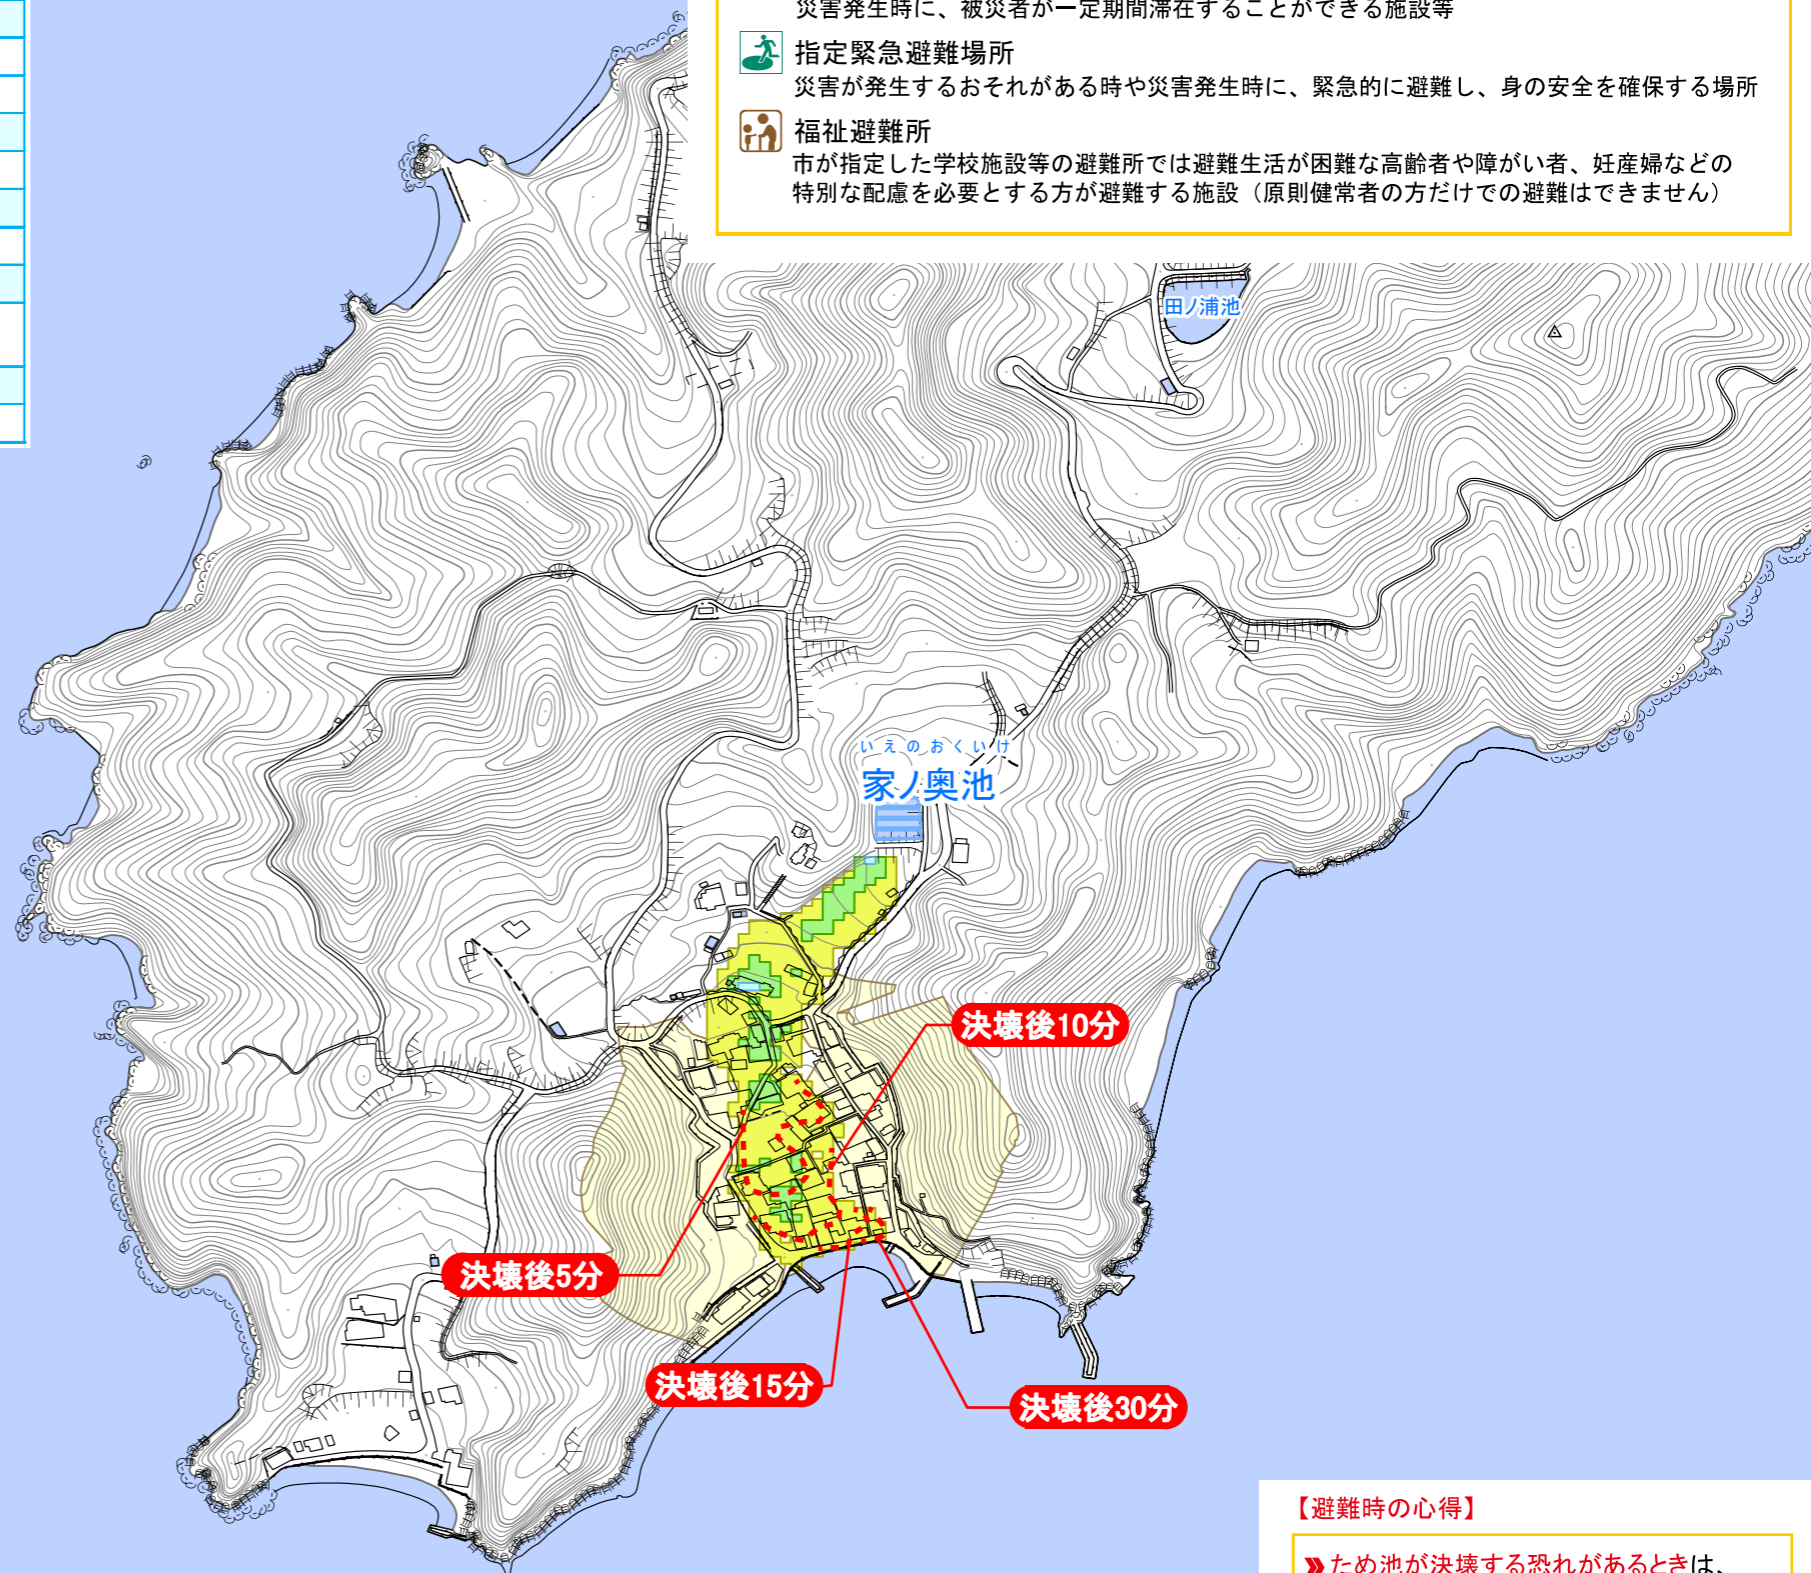 災害発生時に、被災者が一定期間滞在することができる施設等
指定緊急避難場所
災害が発生するおそれがある時や災害発生時に、緊急的に避難し、身の安全を確保する場所
福祉避難所
市が指定した学校施設等の避難所では避難生活が困難な高齢者や障がい者、妊産婦などの
特別な配慮を必要とする方が避難する施設（原則健常者の方だけでの避難はできません）
田ノ浦池
いえのおくいけ
家ノ奥池
決壊後10分
決壊後5分
決壊後15分
決壊後30分
【避難時の心得】
ため池が決壊する恐れがあるときは、